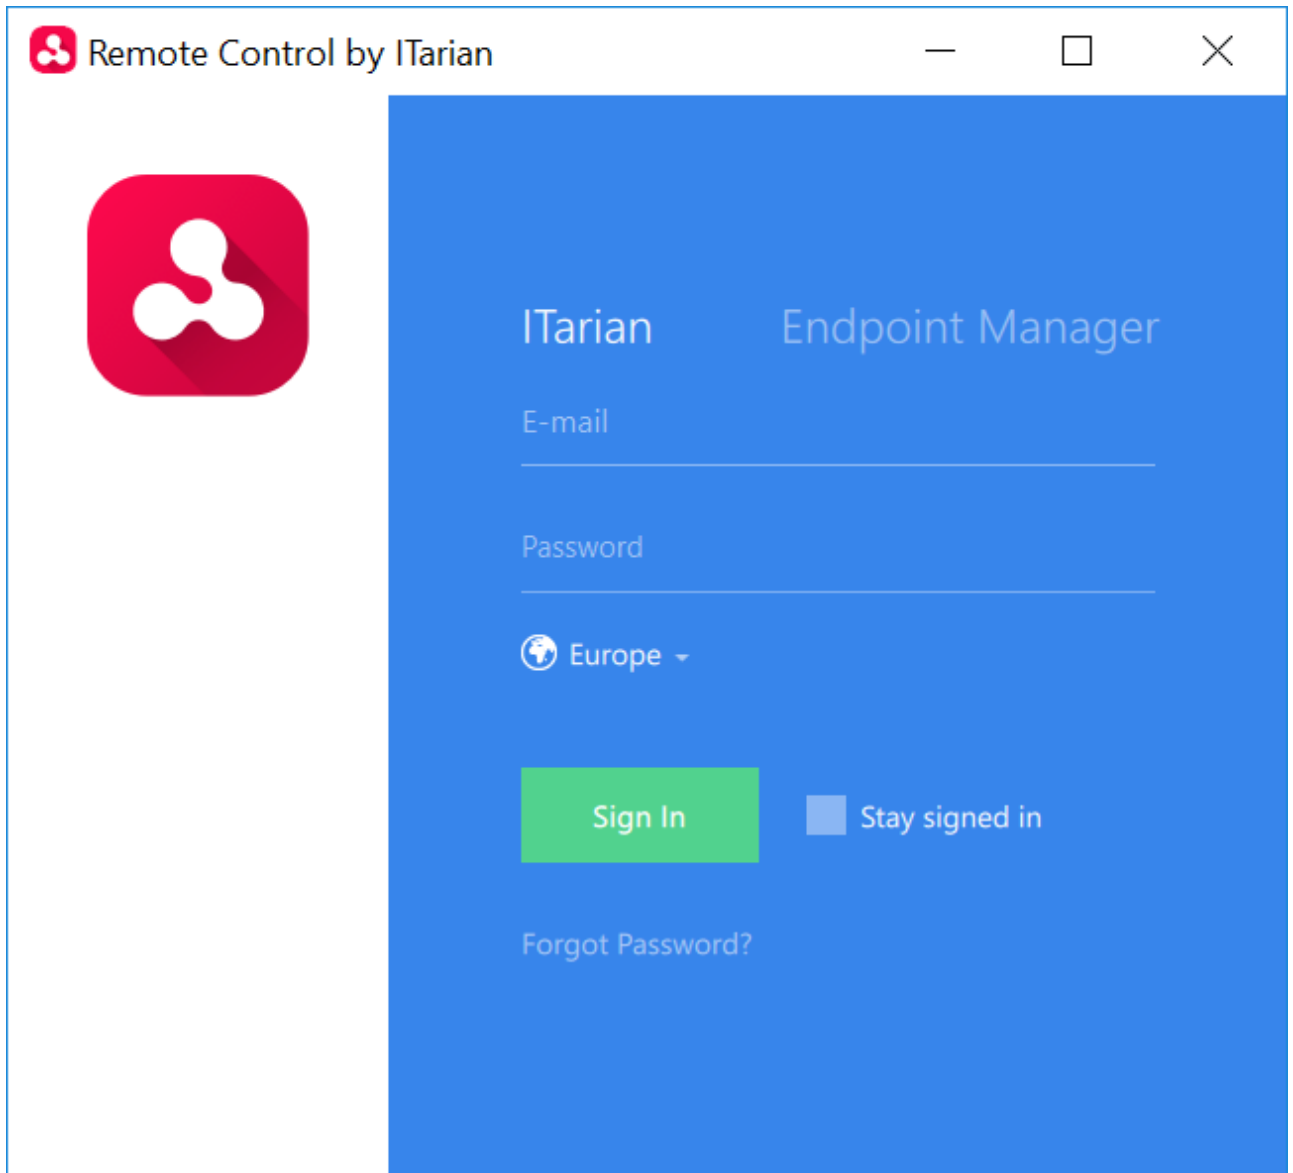 Remote Control by ITarian
ITarian Endpoint Manager
E-mail
Password
Europe
Sign In Stay signed in
Forgot Password?